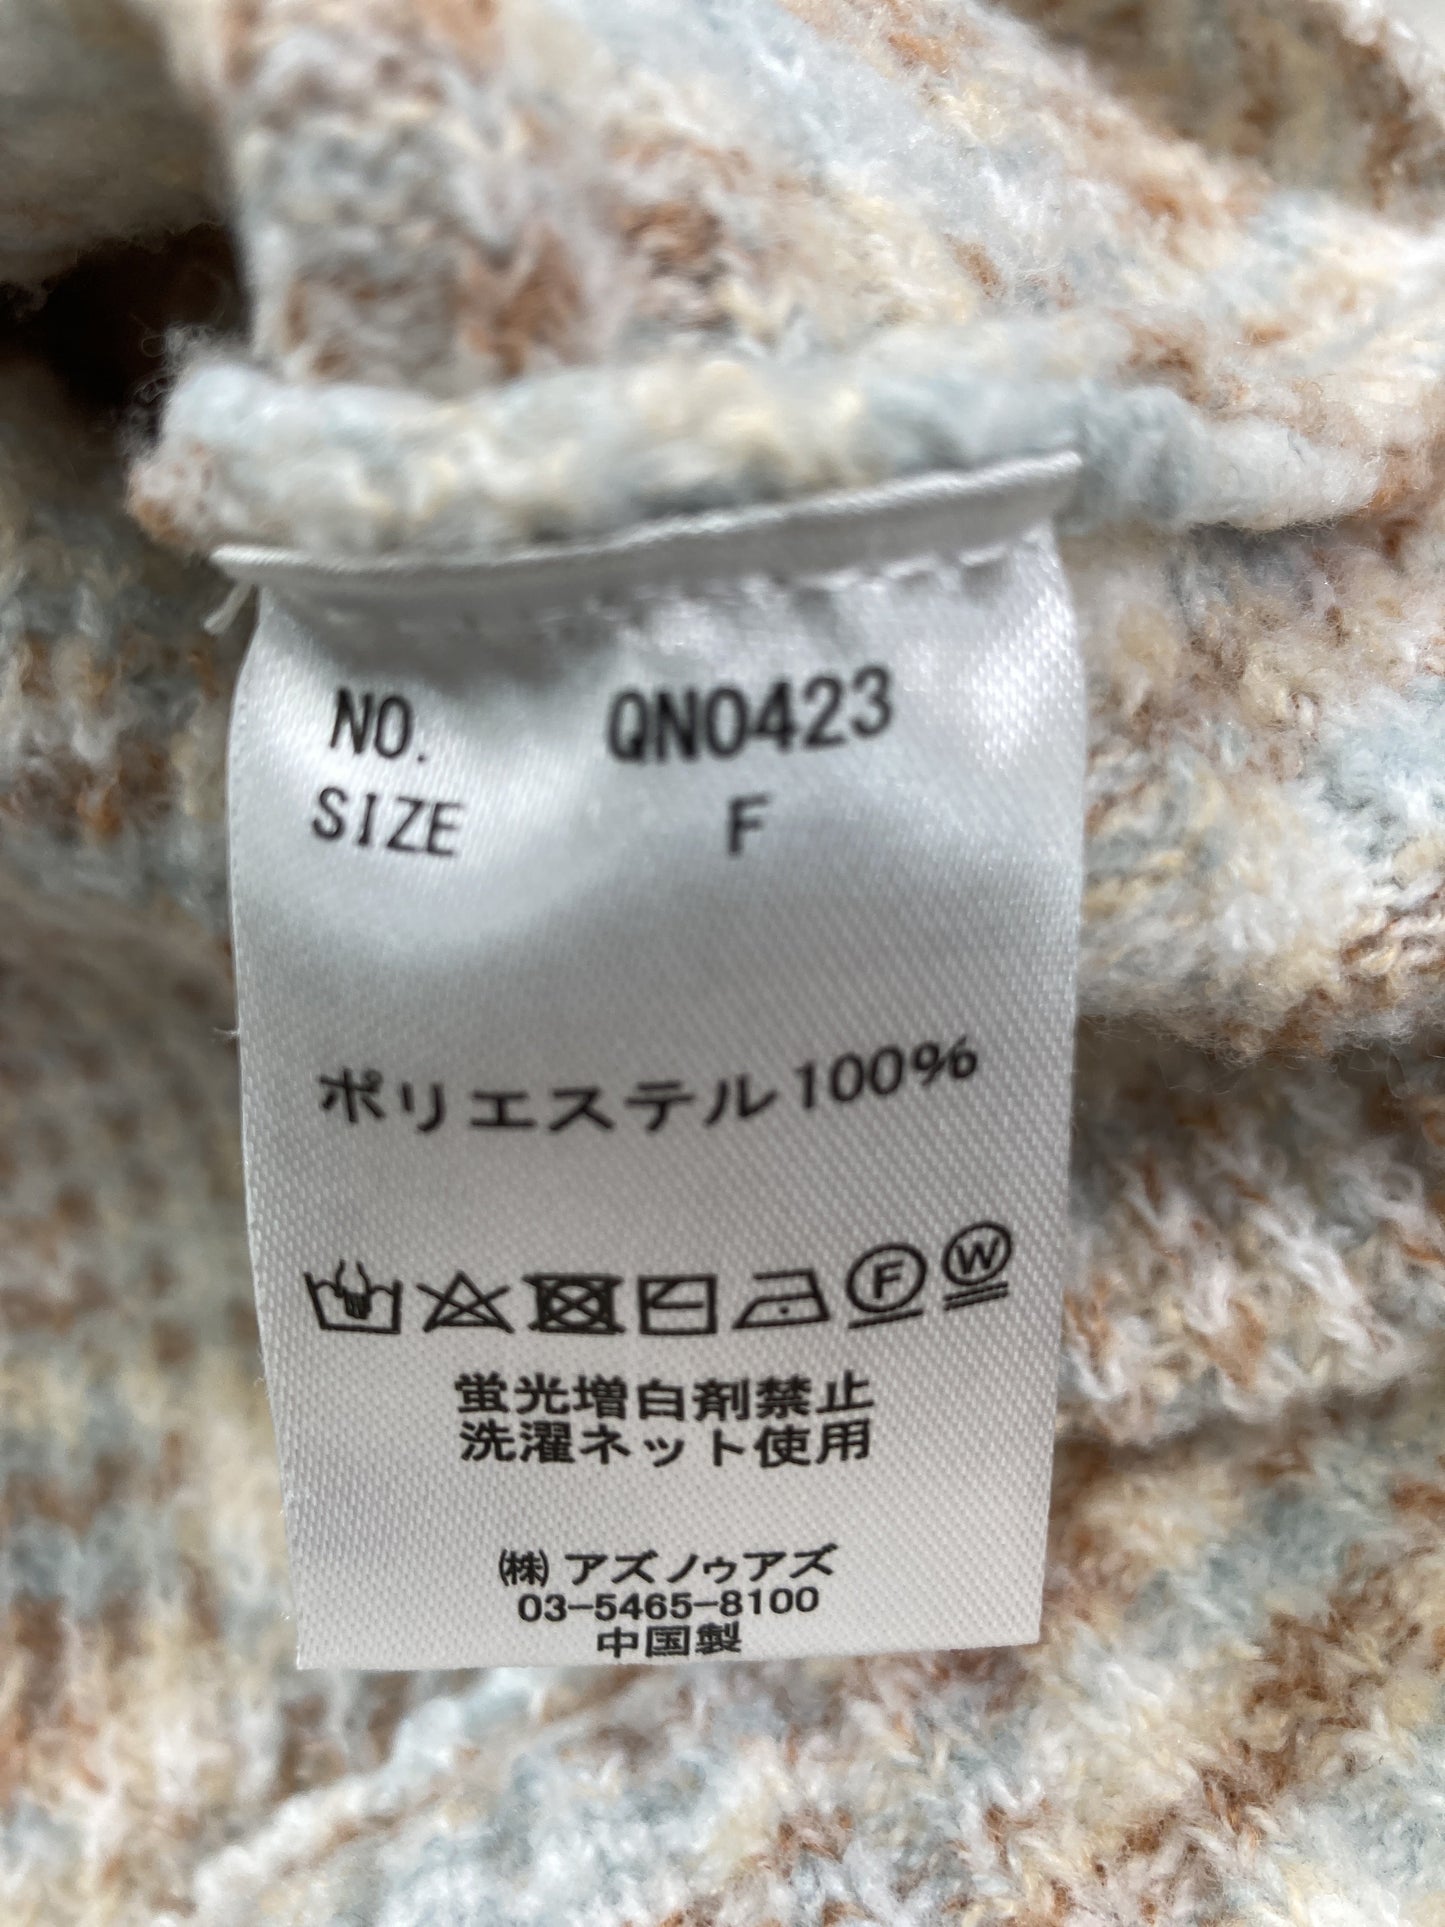 NO. QN0423
SIZE F
ポリエステル100%
F W
蛍光増白剤禁止
洗濯ネット使用
㈱アズノゥアズ
03-5465-8100
中国製